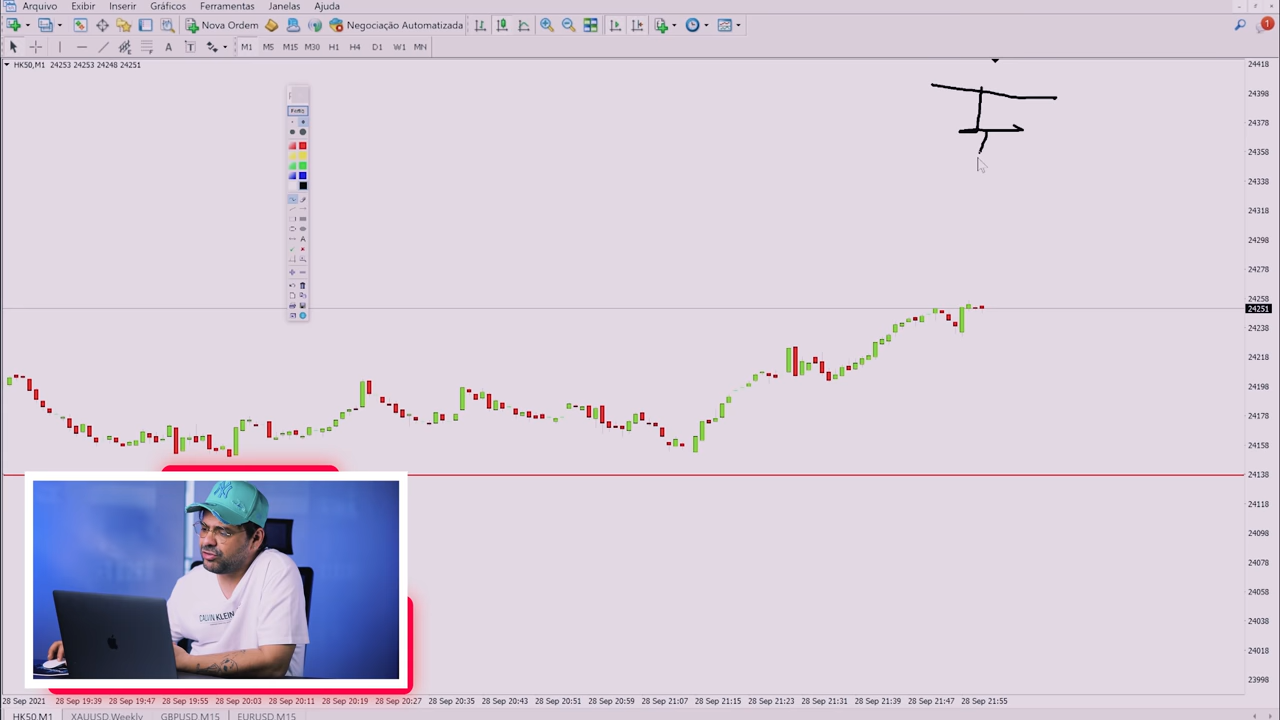 Arquivo Exibir Inserir Gráficos Ferramentas Janelas Ajuda
Nova Ordem Negociação Automatizada
1
A T M1 M5 M15 M30 H1 H4 D1 W1 MN
HK50,M1 24253 24253 24248 24251
24418
24398
24378
24358
24338
24318
24298
24278
24258
24251
24238
24218
24198
24178
24158
24138
24118
24098
24078
24058
24038
24018
23998
A
NY
CALVIN KLEIN
28 Sep 2021 28 Sep 19:39 28 Sep 19:47 28 Sep 19:55 28 Sep 20:03 28 Sep 20:11 28 Sep 20:19 28 Sep 20:27 28 Sep 20:35 28 Sep 20:43 28 Sep 20:51 28 Sep 20:59 28 Sep 21:07 28 Sep 21:15 28 Sep 21:23 28 Sep 21:31 28 Sep 21:39 28 Sep 21:47 28 Sep 21:55
HK50,M1 XAUUSD Weekly GBPUSD M15 EURUSD M15